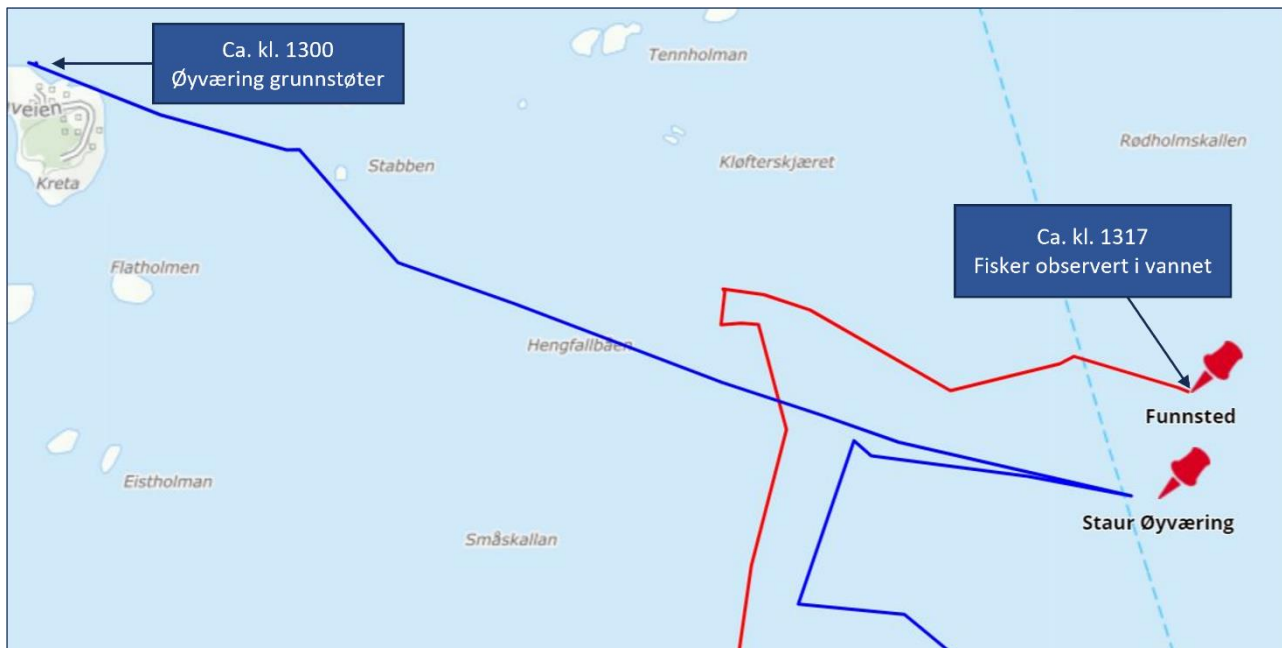 Ca. kl. 1300
Øyværing grunnstøter
Tennholman
Rødholmskallen
Kløfterskjæret
Stabben
Kreta
Ca. kl. 1317
Fisker observert i vannet
Flatholmen
Hengfallbåen
Funnsted
Eistholman
Staur Øyværing
Småskallan